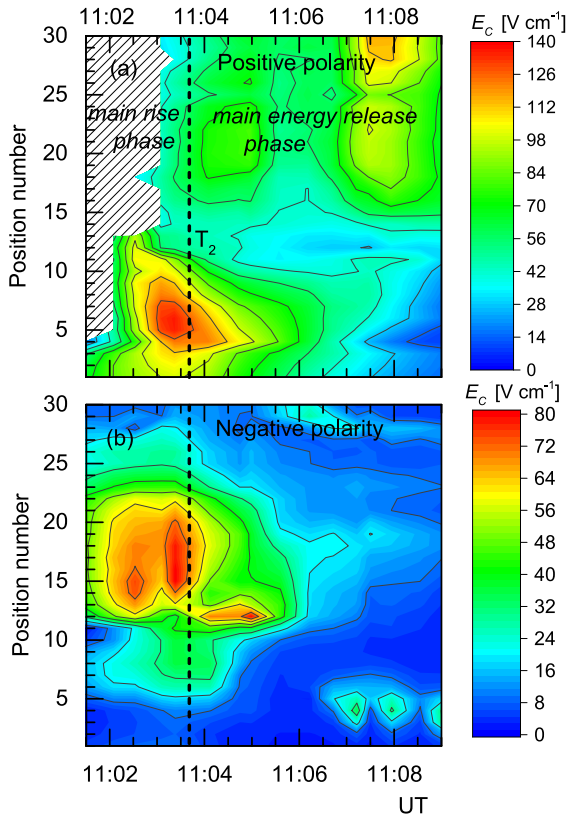 11:02 11:04 11:06 11:08
E_C [V cm⁻¹]
30
25
20
15
10
5
Position number
(a)
Positive polarity
main rise
phase
main energy release
phase
T₂
140
126
112
98
84
70
56
42
28
14
0
E_C [V cm⁻¹]
30
25
20
15
10
5
Position number
(b)
Negative polarity
80
72
64
56
48
40
32
24
16
8
0
11:02 11:04 11:06 11:08
UT